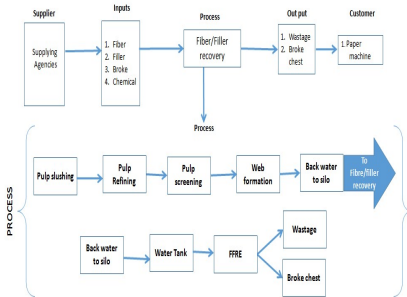 Supplier
Inputs
Process
Out put
Customer
Supplying
Agencies
1. Fiber
2. Filler
3. Broke
4. Chemical
Fiber/Filler
recovery
1. Wastage
2. Broke
chest
1. Paper
machine
Process
PROCESS
Pulp slushing
Pulp
Refining
Pulp
screening
Web
formation
Back water
to silo
To
Fibre/filler
recovery
Back water
to silo
Water Tank
FFRE
Wastage
Broke chest